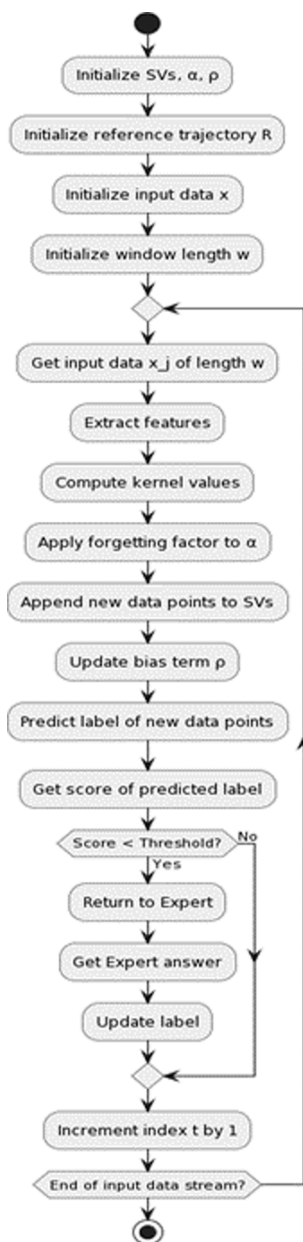 Initialize SVs, α, ρ
Initialize reference trajectory R
Initialize input data x
Initialize window length w
Get input data x_j of length w
Extract features
Compute kernel values
Apply forgetting factor to α
Append new data points to SVs
Update bias term ρ
Predict label of new data points
Get score of predicted label
Score < Threshold?
No
Yes
Return to Expert
Get Expert answer
Update label
Increment index t by 1
End of input data stream?